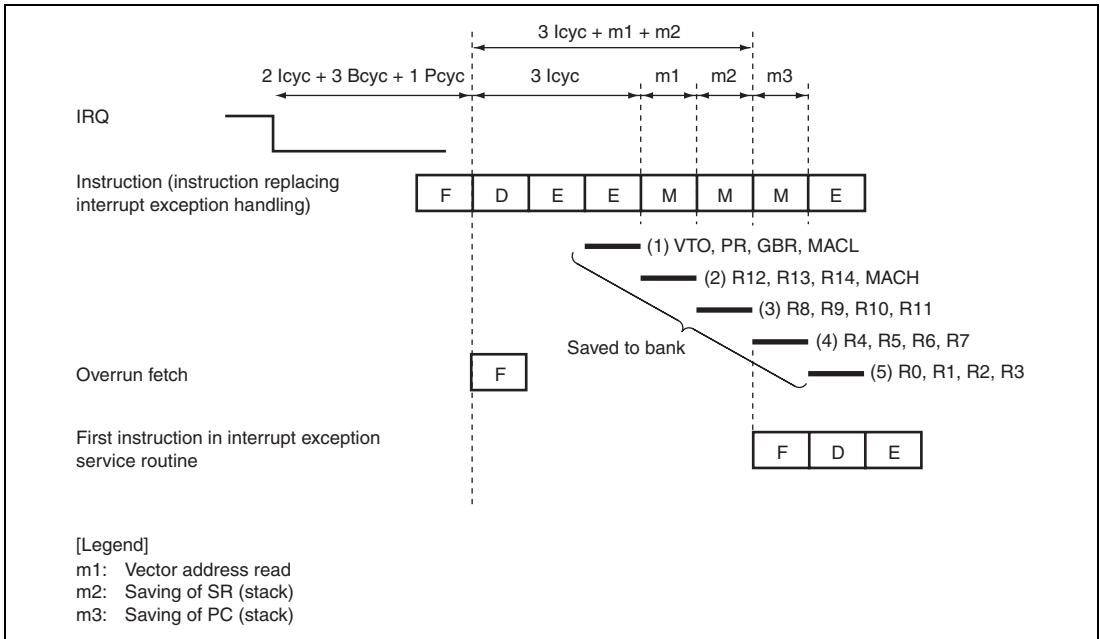 3 Icyc + m1 + m2
2 Icyc + 3 Bcyc + 1 Pcyc 3 Icyc m1 m2 m3
IRQ
Instruction (instruction replacing
interrupt exception handling)
F D E E M M M E
(1) VTO, PR, GBR, MACL
(2) R12, R13, R14, MACH
(3) R8, R9, R10, R11
(4) R4, R5, R6, R7
Saved to bank
(5) R0, R1, R2, R3
Overrun fetch
F
First instruction in interrupt exception
service routine
F D E
[Legend]
m1: Vector address read
m2: Saving of SR (stack)
m3: Saving of PC (stack)